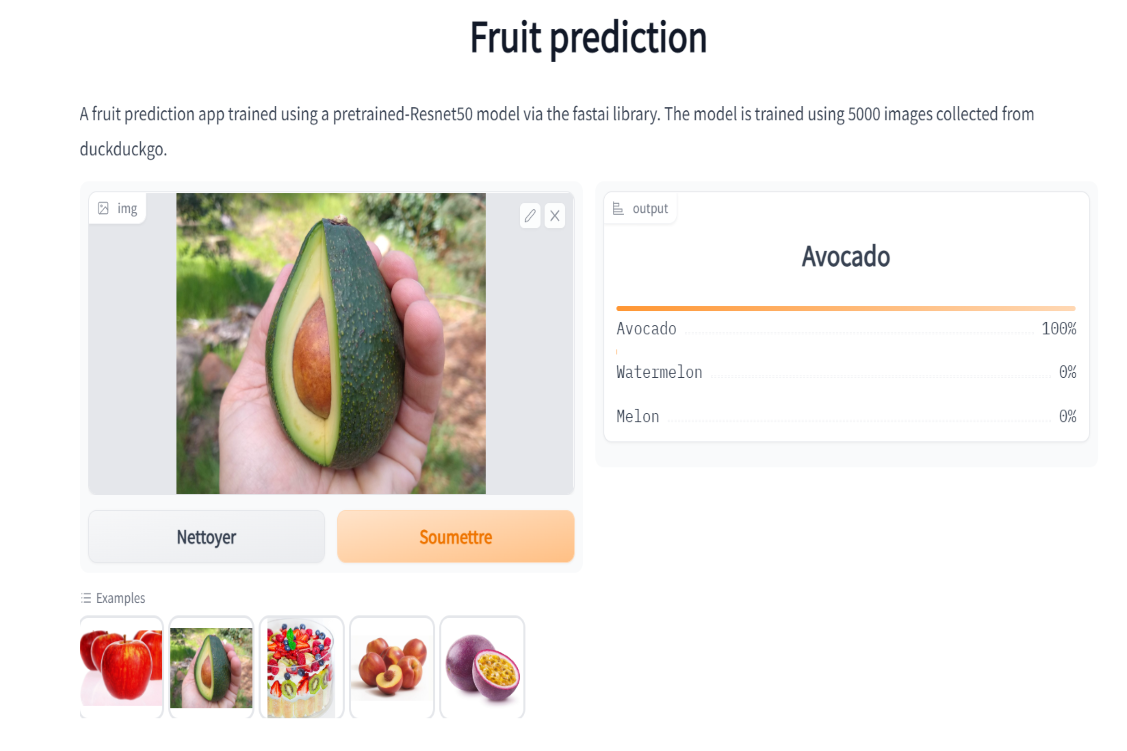 Fruit prediction
A fruit prediction app trained using a pretrained-Resnet50 model via the fastai library. The model is trained using 5000 images collected from
duckduckgo.
img
output
Avocado
Avocado 100%
Watermelon 0%
Melon 0%
Nettoyer
Soumettre
Examples